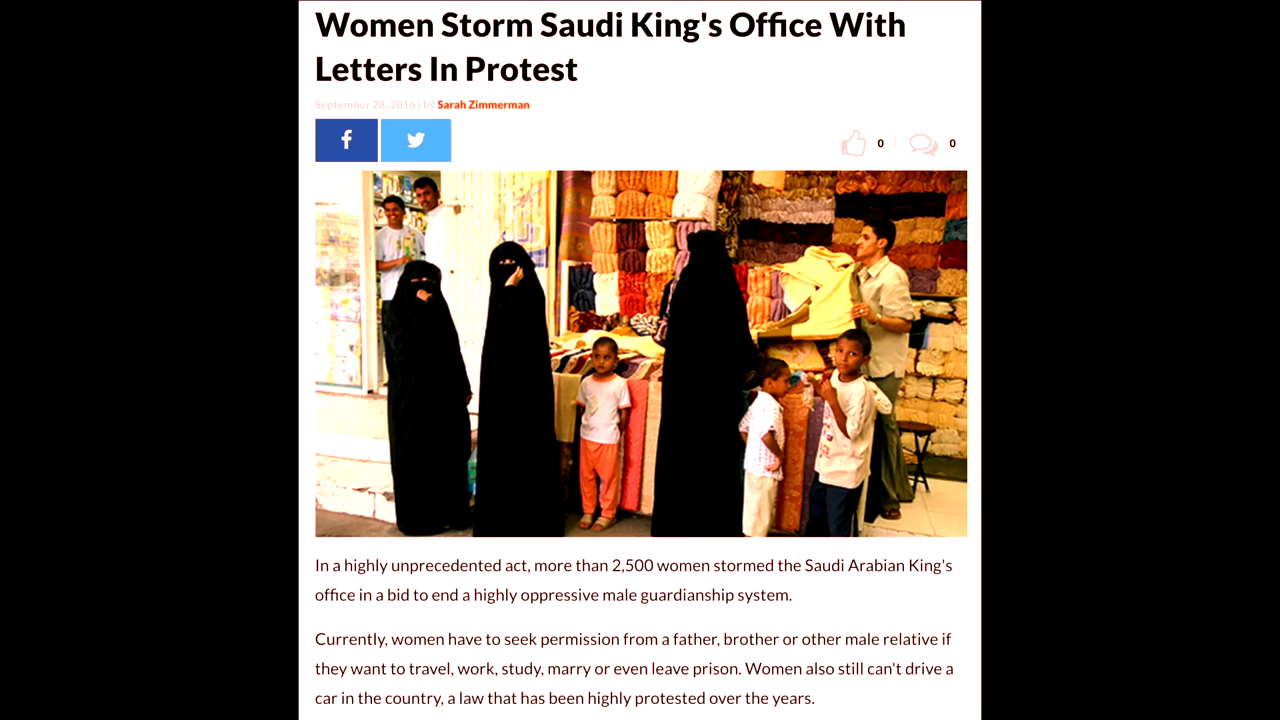 Women Storm Saudi King's Office With
Letters In Protest
September 28, 2016 | by Sarah Zimmerman
0 0
In a highly unprecedented act, more than 2,500 women stormed the Saudi Arabian King's
office in a bid to end a highly oppressive male guardianship system.
Currently, women have to seek permission from a father, brother or other male relative if
they want to travel, work, study, marry or even leave prison. Women also still can't drive a
car in the country, a law that has been highly protested over the years.